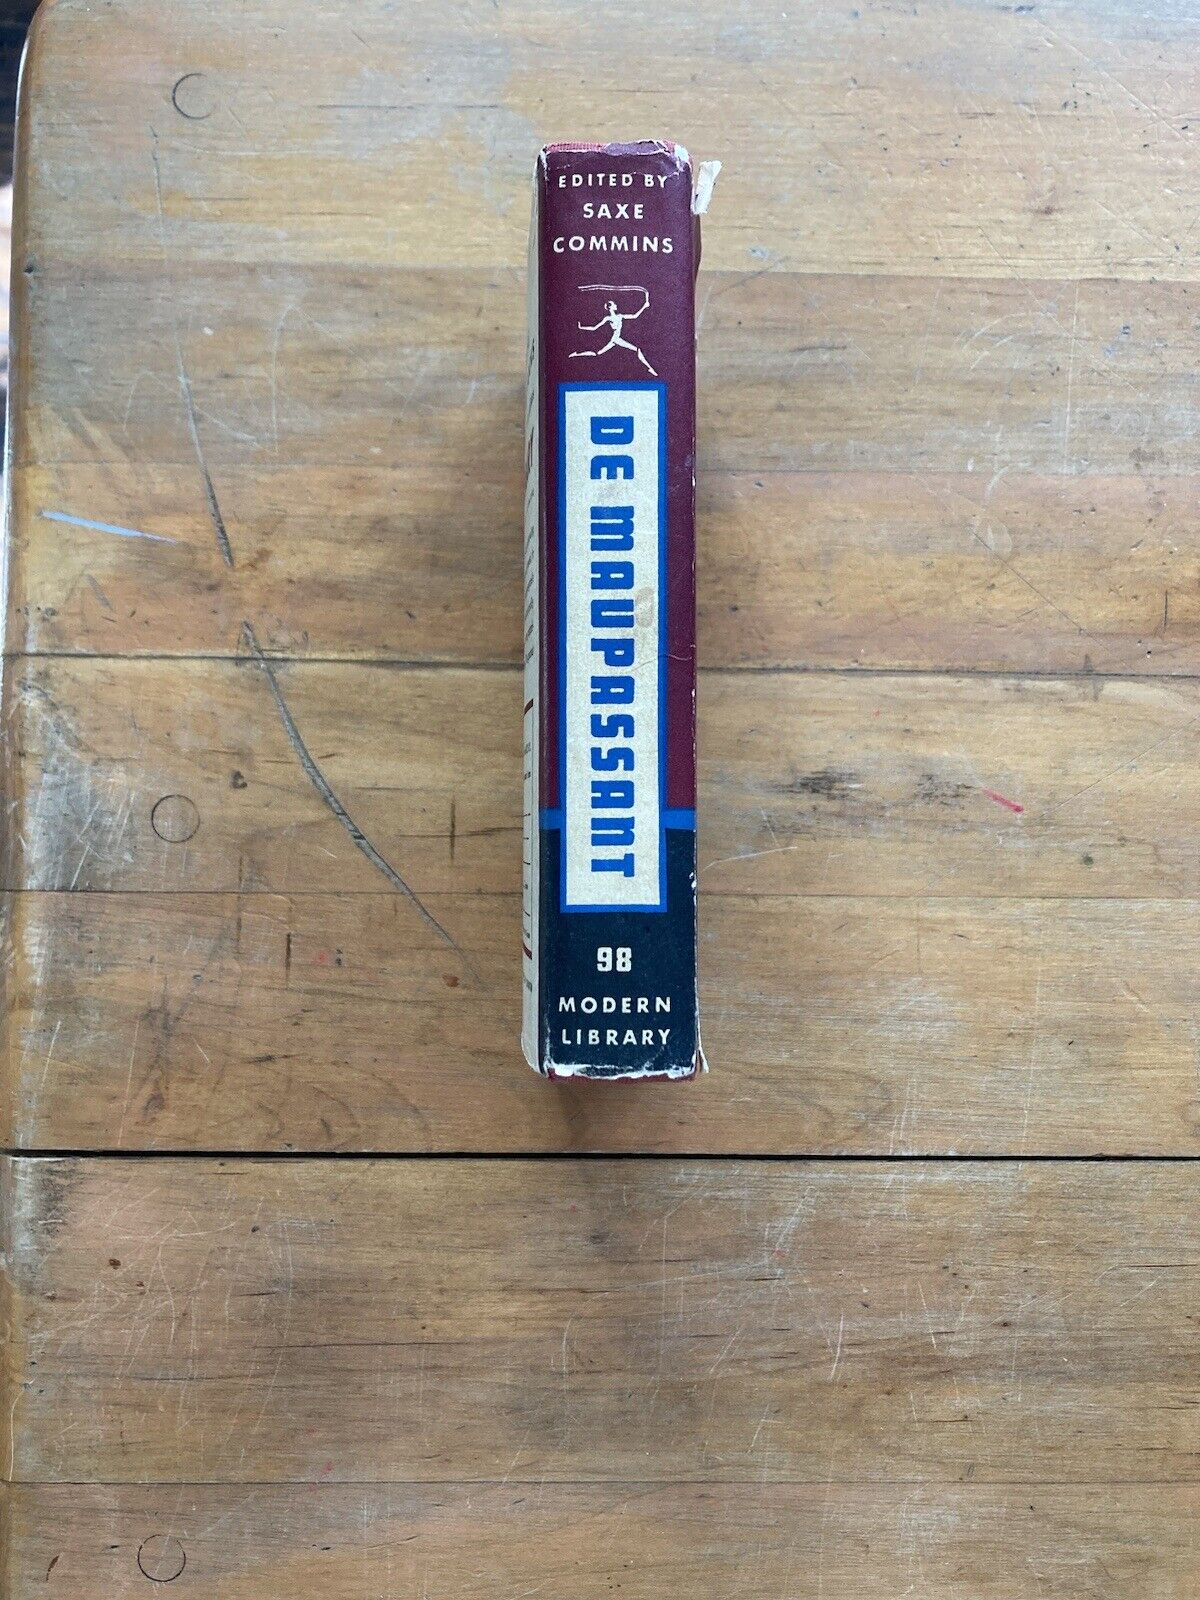 EDITED BY
SAXE
COMMINS
DE MAUPASSANT
98
MODERN
LIBRARY